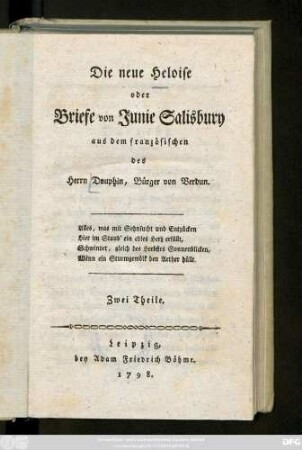 Die neue Heloise
oder
Briefe von Junie Salisbury
aus dem französischen
des
Herrn Dauphin, Bürger von Verdun.
Alles, was mit Sehnsucht und Entzücken
Hier im Staub' ein edles Herz erfüllt,
Schwindet, gleich des Herbstes Sonnenblicken,
Wenn ein Sturmgewölk den Aether hüllt.
Zwei Theile.
Leipzig,
bey Adam Friedrich Böhme.
1798.
DFG